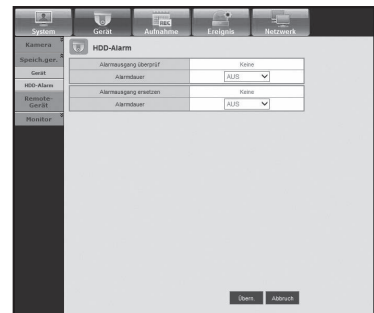 System Gerät Aufnahme Ereignis Netzwerk
REC
Kamera
Speich.ger.
Gerät
HDD-Alarm
Remote-
Gerät
Monitor
HDD-Alarm
Alarmausgang überprüf Keine
Alarmdauer AUS
Alarmausgang ersetzen Keine
Alarmdauer AUS
Übern. Abbruch